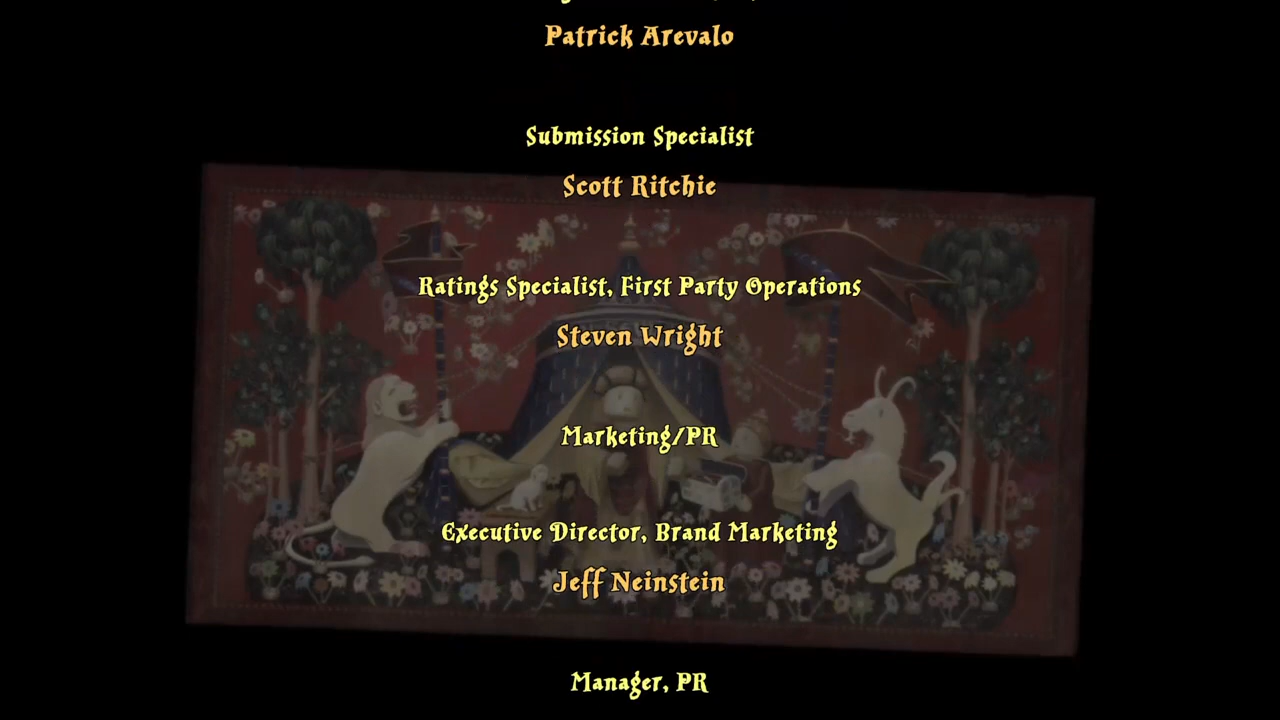 Patrick Arevalo
Submission Specialist
Scott Ritchie
Ratings Specialist, First Party Operations
Steven Wright
Marketing/PR
Executive Director, Brand Marketing
Jeff Neinstein
Manager, PR